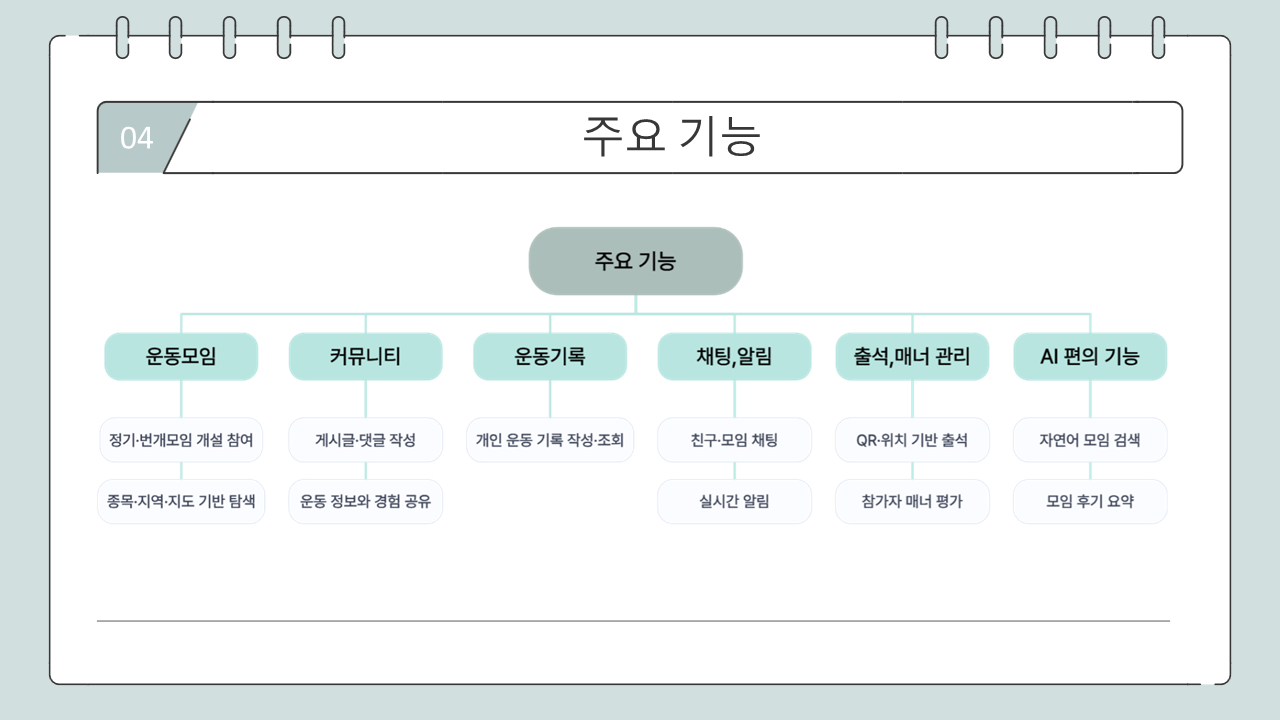 04
주요 기능
주요 기능
운동모임
커뮤니티
운동기록
채팅,알림
출석,매너 관리
AI 편의 기능
정기·번개모임 개설 참여
게시글·댓글 작성
개인 운동 기록 작성·조회
친구·모임 채팅
QR·위치 기반 출석
자연어 모임 검색
종목·지역·지도 기반 탐색
운동 정보와 경험 공유
실시간 알림
참가자 매너 평가
모임 후기 요약